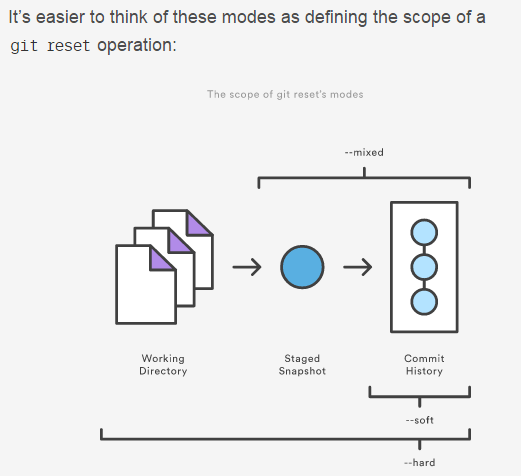 It's easier to think of these modes as defining the scope of a
git reset operation:
The scope of git reset's modes
--mixed
Working
Directory
Staged
Snapshot
Commit
History
--soft
--hard